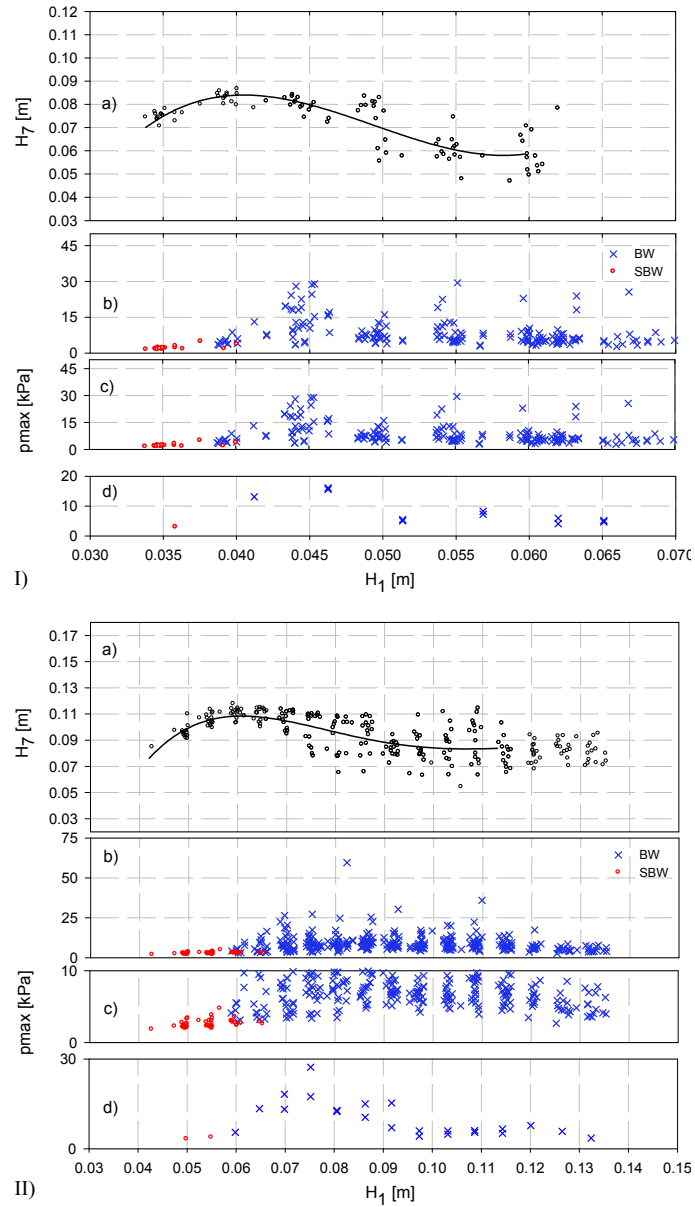 0.12
0.11
0.10
0.09
0.08
0.07
0.06
0.05
0.04
0.03
H7 [m]
a)
45
30
15
0
b)
BW
SBW
45
30
15
0
c)
pmax [kPa]
20
10
0
d)
0.030 0.035 0.040 0.045 0.050 0.055 0.060 0.065 0.070
H1 [m]
I)
0.17
0.15
0.13
0.11
0.09
0.07
0.05
0.03
H7 [m]
a)
75
50
25
0
b)
BW
SBW
10
5
0
c)
pmax [kPa]
30
0
d)
0.03 0.04 0.05 0.06 0.07 0.08 0.09 0.10 0.11 0.12 0.13 0.14 0.15
H1 [m]
II)